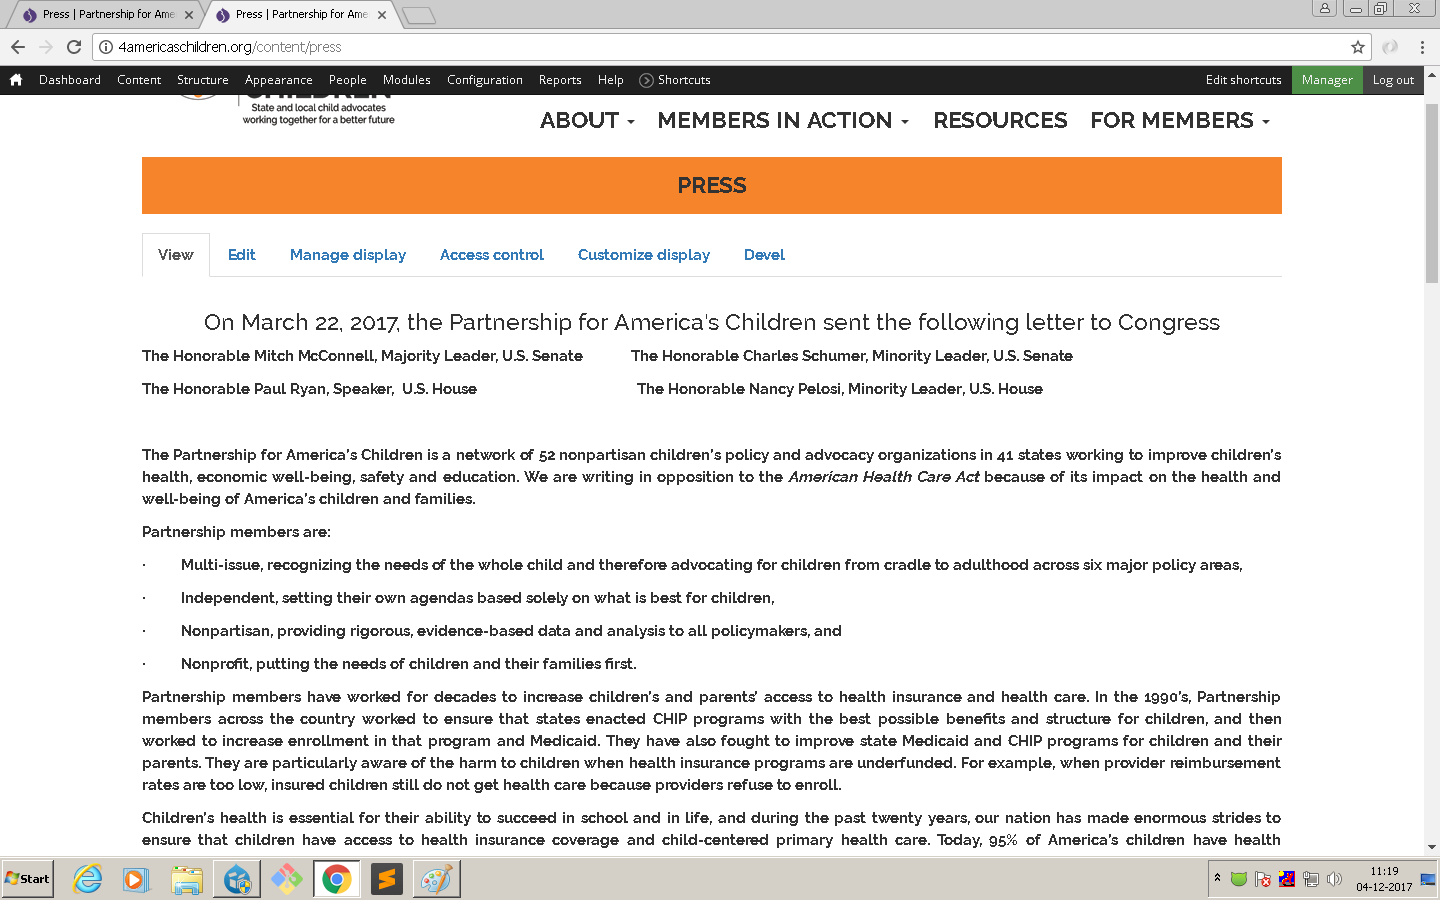 Press | Partnership for Ame
Press | Partnership for Ame
4americaschildren.org/content/press
Dashboard Content Structure Appearance People Modules Configuration Reports Help Shortcuts Edit shortcuts Manager Log out
CHILDREN
State and local child advocates
working together for a better future
ABOUT MEMBERS IN ACTION RESOURCES FOR MEMBERS
PRESS
View Edit Manage display Access control Customize display Devel
On March 22, 2017, the Partnership for America's Children sent the following letter to Congress
The Honorable Mitch McConnell, Majority Leader, U.S. Senate The Honorable Charles Schumer, Minority Leader, U.S. Senate
The Honorable Paul Ryan, Speaker, U.S. House The Honorable Nancy Pelosi, Minority Leader, U.S. House
The Partnership for America's Children is a network of 52 nonpartisan children's policy and advocacy organizations in 41 states working to improve children's
health, economic well-being, safety and education. We are writing in opposition to the American Health Care Act because of its impact on the health and
well-being of America's children and families.
Partnership members are:
· Multi-issue, recognizing the needs of the whole child and therefore advocating for children from cradle to adulthood across six major policy areas,
· Independent, setting their own agendas based solely on what is best for children,
· Nonpartisan, providing rigorous, evidence-based data and analysis to all policymakers, and
· Nonprofit, putting the needs of children and their families first.
Partnership members have worked for decades to increase children's and parents' access to health insurance and health care. In the 1990's, Partnership
members across the country worked to ensure that states enacted CHIP programs with the best possible benefits and structure for children, and then
worked to increase enrollment in that program and Medicaid. They have also fought to improve state Medicaid and CHIP programs for children and their
parents. They are particularly aware of the harm to children when health insurance programs are underfunded. For example, when provider reimbursement
rates are too low, insured children still do not get health care because providers refuse to enroll.
Children's health is essential for their ability to succeed in school and in life, and during the past twenty years, our nation has made enormous strides to
ensure that children have access to health insurance coverage and child-centered primary health care. Today, 95% of America's children have health
Start
11:19
04-12-2017